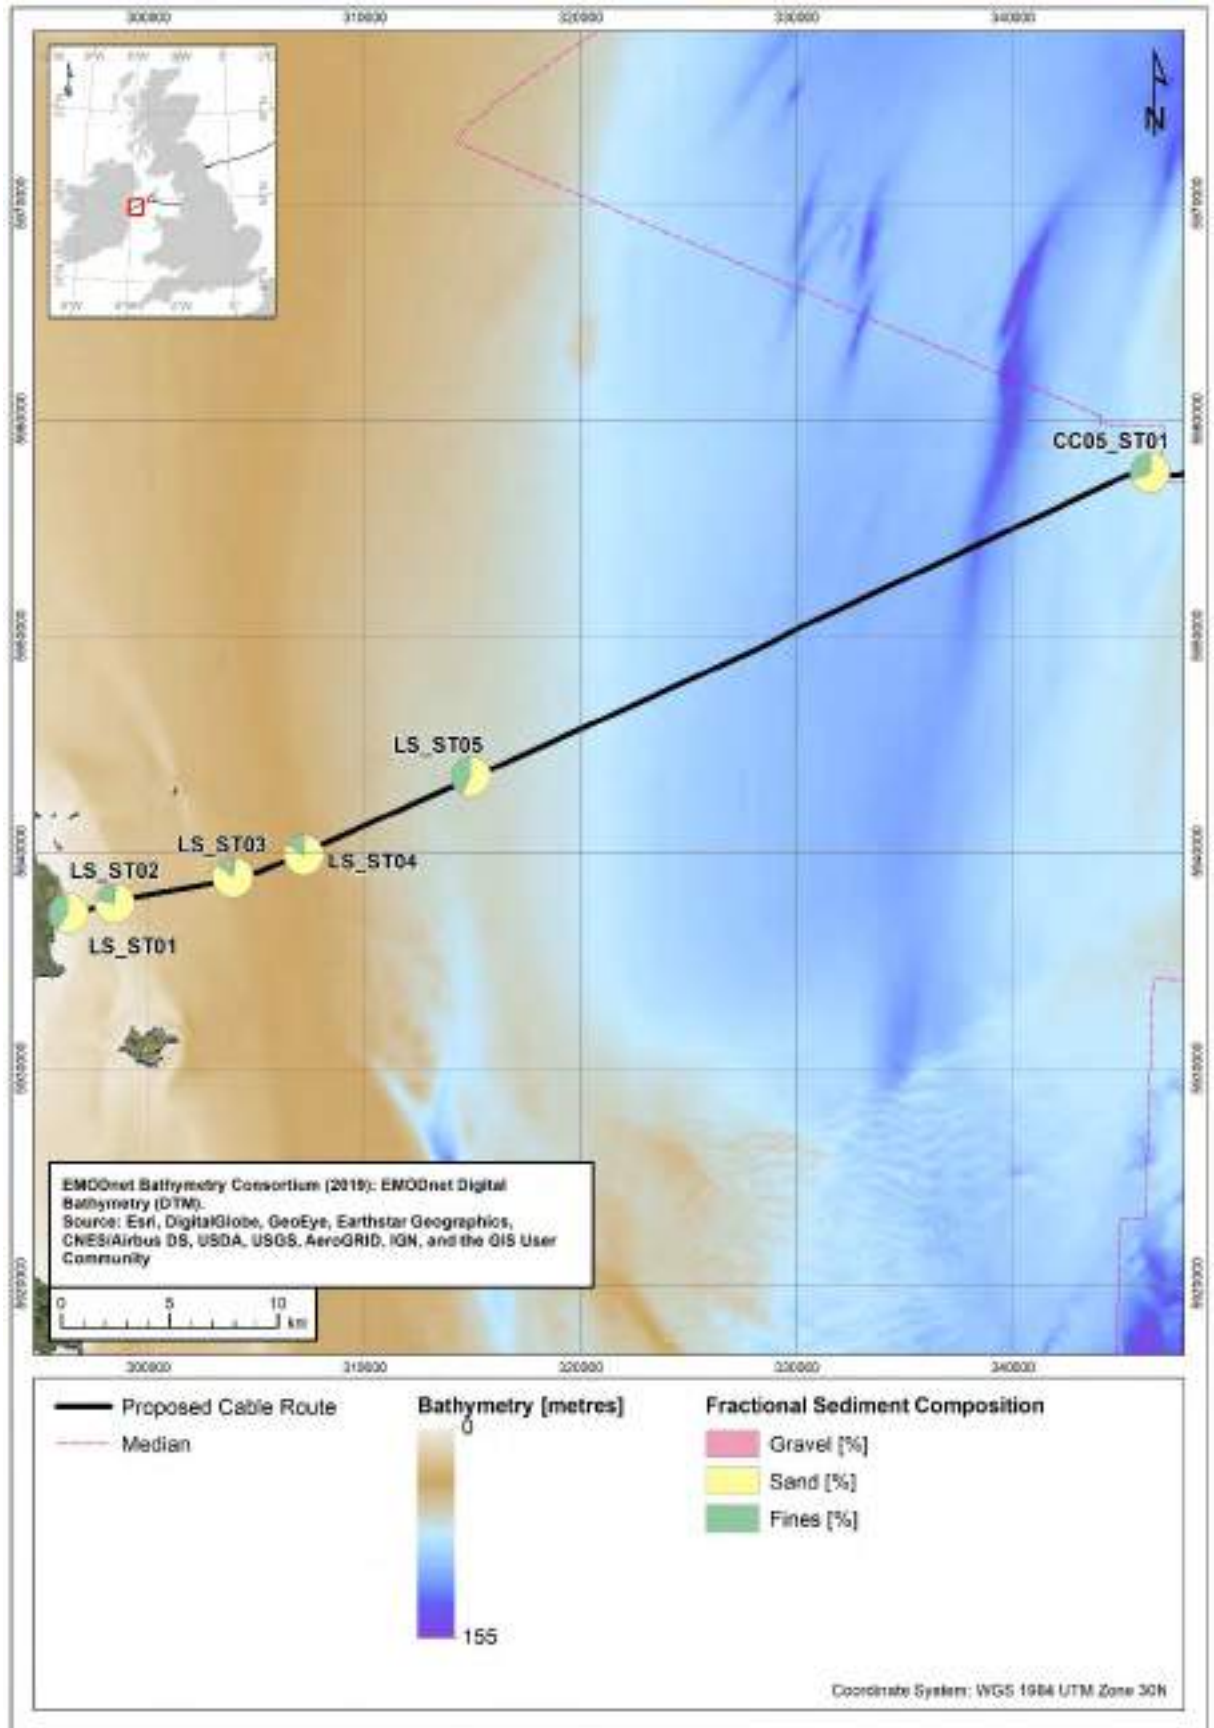 300000 310000 320000 330000 340000
N
CC05_ST01
LS_ST05
LS_ST03
LS_ST04
LS_ST02
LS_ST01
EMODnet Bathymetry Consortium (2019): EMODnet Digital
Bathymetry (DTM).
Source: Esri, DigitalGlobe, GeoEye, Earthstar Geographics,
CNES/Airbus DS, USDA, USGS, AeroGRID, IGN, and the GIS User
Community
0 5 10
km
300000 310000 320000 330000 340000
Proposed Cable Route
Median
Bathymetry [metres]
0
155
Fractional Sediment Composition
Gravel [%]
Sand [%]
Fines [%]
Coordinate System: WGS 1984 UTM Zone 30N